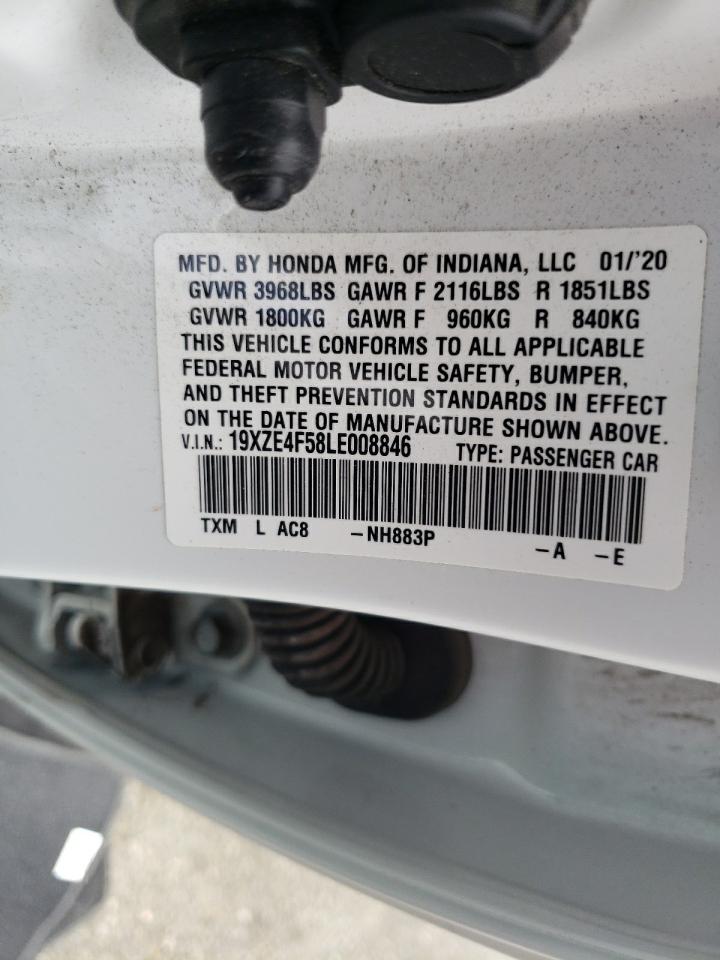 MFD. BY HONDA MFG. OF INDIANA, LLC 01/'20
GVWR 3968LBS GAWR F 2116LBS R 1851LBS
GVWR 1800KG GAWR F 960KG R 840KG
THIS VEHICLE CONFORMS TO ALL APPLICABLE
FEDERAL MOTOR VEHICLE SAFETY, BUMPER,
AND THEFT PREVENTION STANDARDS IN EFFECT
ON THE DATE OF MANUFACTURE SHOWN ABOVE.
V.I.N.: 19XZE4F58LE008846 TYPE: PASSENGER CAR
TXM L AC8 -NH883P -A -E